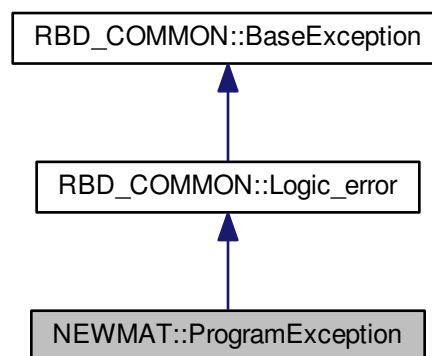 RBD_COMMON::BaseException
RBD_COMMON::Logic_error
NEWMAT::ProgramException